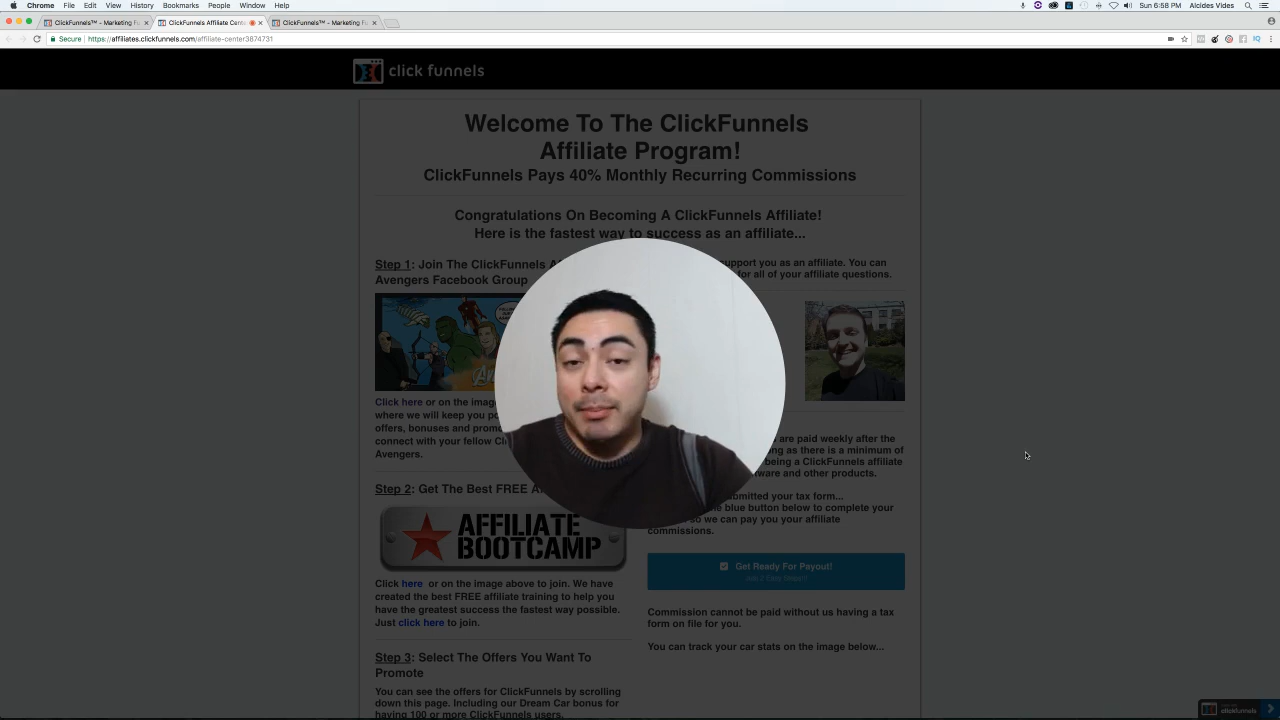 Chrome File Edit View History Bookmarks People Window Help
Sun 6:58 PM Alcides Vides
ClickFunnels™ - Marketing Fu
ClickFunnels Affiliate Cent
ClickFunnels™ - Marketing Fu
Secure https://affiliates.clickfunnels.com/affiliate-center3874731
click funnels
Welcome To The ClickFunnels
Affiliate Program!
ClickFunnels Pays 40% Monthly Recurring Commissions
Congratulations On Becoming A ClickFunnels Affiliate!
Here is the fastest way to success as an affiliate...
Step 1: Join The ClickFunnels
Avengers Facebook Group
Click here or on the
where we will keep you
offers, bonuses and
connect with your fellow
Avengers.
Step 2: Get The Best FREE
AFFILIATE
BOOTCAMP
Click here or on the image above to join. We have
created the best FREE affiliate training to help you
have the greatest success the fastest way possible.
Just click here to join.
Step 3: Select The Offers You Want To
Promote
You can see the offers for ClickFunnels by scrolling
down this page. Including our Dream Car bonus for
having 100 or more ClickFunnels users.
support you as an affiliate. You can
for all of your affiliate questions.
are paid weekly after the
as there is a minimum of
being a ClickFunnels affiliate
and other products.
your tax form...
blue button below to complete your
so we can pay you your affiliate
commissions.
Get Ready For Payout!
Commission cannot be paid without us having a tax
form on file for you.
You can track your car stats on the image below...
clickfunnels